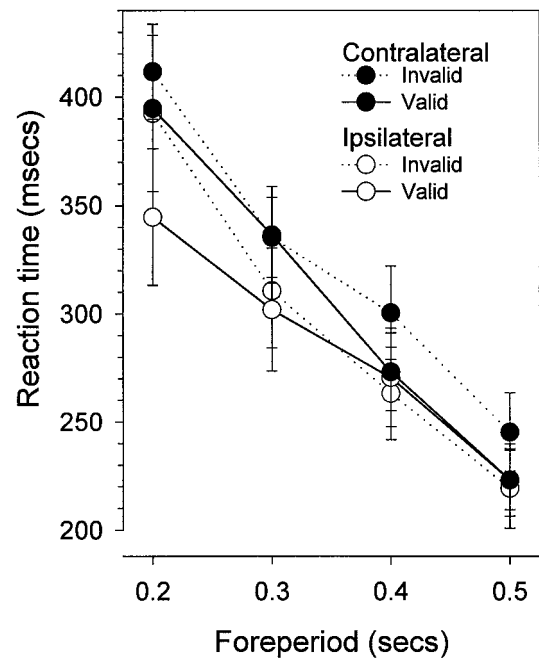 Contralateral
Invalid
Valid
Ipsilateral
Invalid
Valid
Reaction time (msecs)
400
350
300
250
200
0.2 0.3 0.4 0.5
Foreperiod (secs)